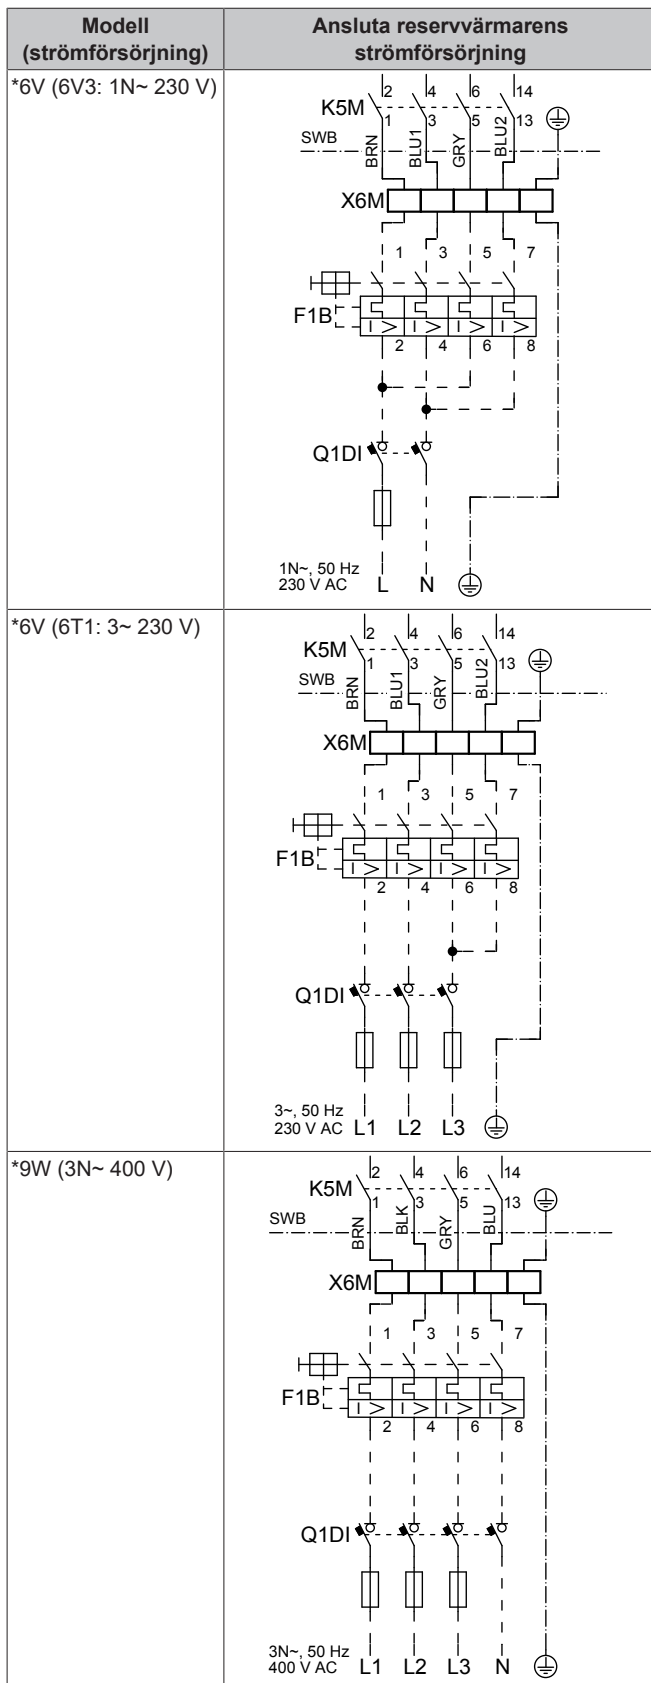 Modell
(strömförsörjning)
Ansluta reservvärmarens
strömförsörjning
*6V (6V3: 1N~ 230 V)
2 4 6 14
K5M
1 3 5 13
SWB
BRN BLU1 GRY BLU2
X6M
1 3 5 7
F1B
I > I > I > I >
2 4 6 8
Q1DI
1N~, 50 Hz
230 V AC
L N
*6V (6T1: 3~ 230 V)
2 4 6 14
K5M
1 3 5 13
SWB
BRN BLU1 GRY BLU2
X6M
1 3 5 7
F1B
I > I > I > I >
2 4 6 8
Q1DI
3~, 50 Hz
230 V AC
L1 L2 L3
*9W (3N~ 400 V)
2 4 6 14
K5M
1 3 5 13
SWB
BRN BLK GRY BLU
X6M
1 3 5 7
F1B
I > I > I > I >
2 4 6 8
Q1DI
3N~, 50 Hz
400 V AC
L1 L2 L3 N